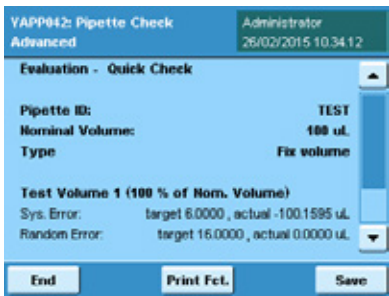 YAPP042: Pipette Check
Advanced
Administrator
26/02/2015 10.34.12
Evaluation - Quick Check
Pipette ID: TEST
Nominal Volume: 100 uL
Type Fix volume
Test Volume 1 (100 % of Nom. Volume)
Sys. Error: target 6.0000 , actual -100.1595 uL
Random Error: target 16.0000 , actual 0.0000 uL
End
Print Fct.
Save